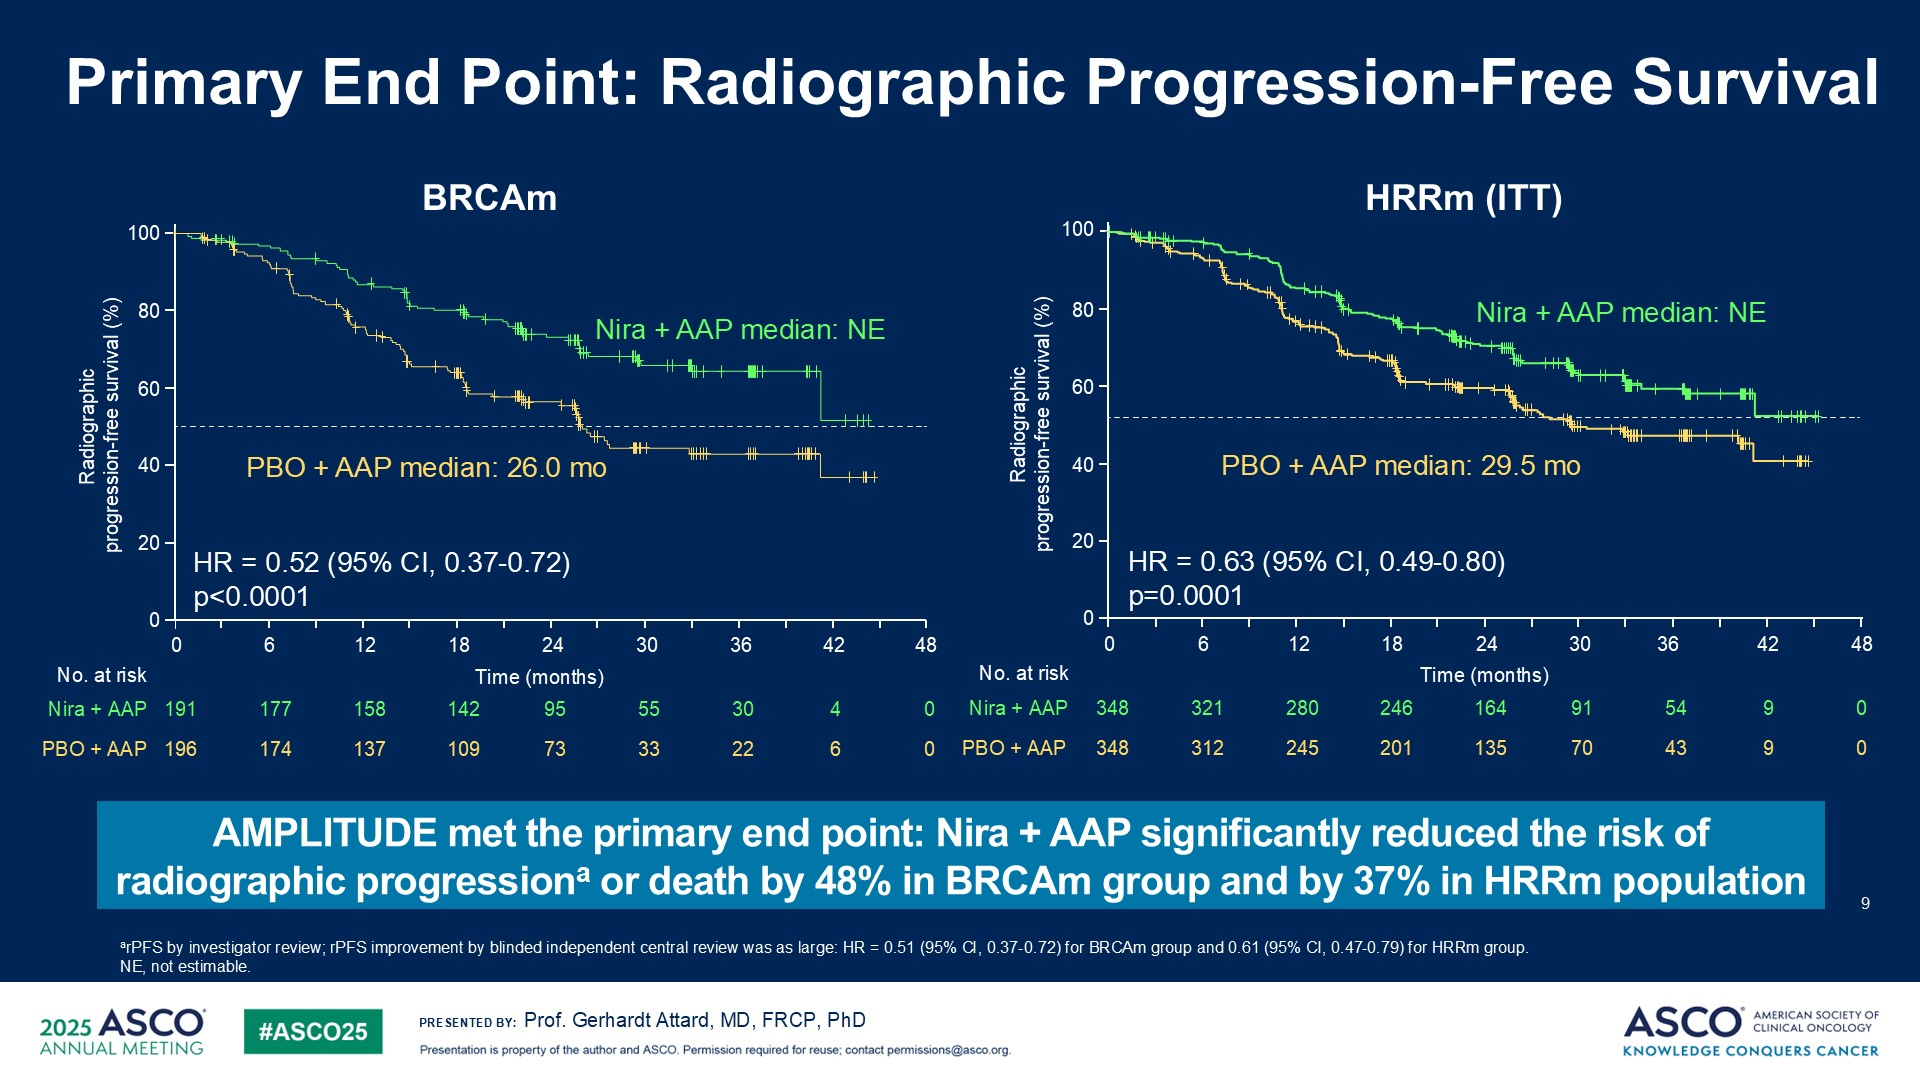 Primary End Point: Radiographic Progression-Free Survival
BRCAm
Radiographic
progression-free survival (%)
100
80
60
40
20
0
Nira + AAP median: NE
PBO + AAP median: 26.0 mo
HR = 0.52 (95% CI, 0.37-0.72)
p<0.0001
0 6 12 18 24 30 36 42 48
Time (months)
No. at risk
Nira + AAP 191 177 158 142 95 55 30 4 0
PBO + AAP 196 174 137 109 73 33 22 6 0
HRRm (ITT)
Radiographic
progression-free survival (%)
100
80
60
40
20
0
Nira + AAP median: NE
PBO + AAP median: 29.5 mo
HR = 0.63 (95% CI, 0.49-0.80)
p=0.0001
0 6 12 18 24 30 36 42 48
Time (months)
No. at risk
Nira + AAP 348 321 280 246 164 91 54 9 0
PBO + AAP 348 312 245 201 135 70 43 9 0
AMPLITUDE met the primary end point: Nira + AAP significantly reduced the risk of
radiographic progressionᵃ or death by 48% in BRCAm group and by 37% in HRRm population
9
ᵃrPFS by investigator review; rPFS improvement by blinded independent central review was as large: HR = 0.51 (95% CI, 0.37-0.72) for BRCAm group and 0.61 (95% CI, 0.47-0.79) for HRRm group.
NE, not estimable.
2025 ASCO
ANNUAL MEETING
#ASCO25
PRESENTED BY: Prof. Gerhardt Attard, MD, FRCP, PhD
Presentation is property of the author and ASCO. Permission required for reuse; contact permissions@asco.org.
ASCO AMERICAN SOCIETY OF
CLINICAL ONCOLOGY
KNOWLEDGE CONQUERS CANCER